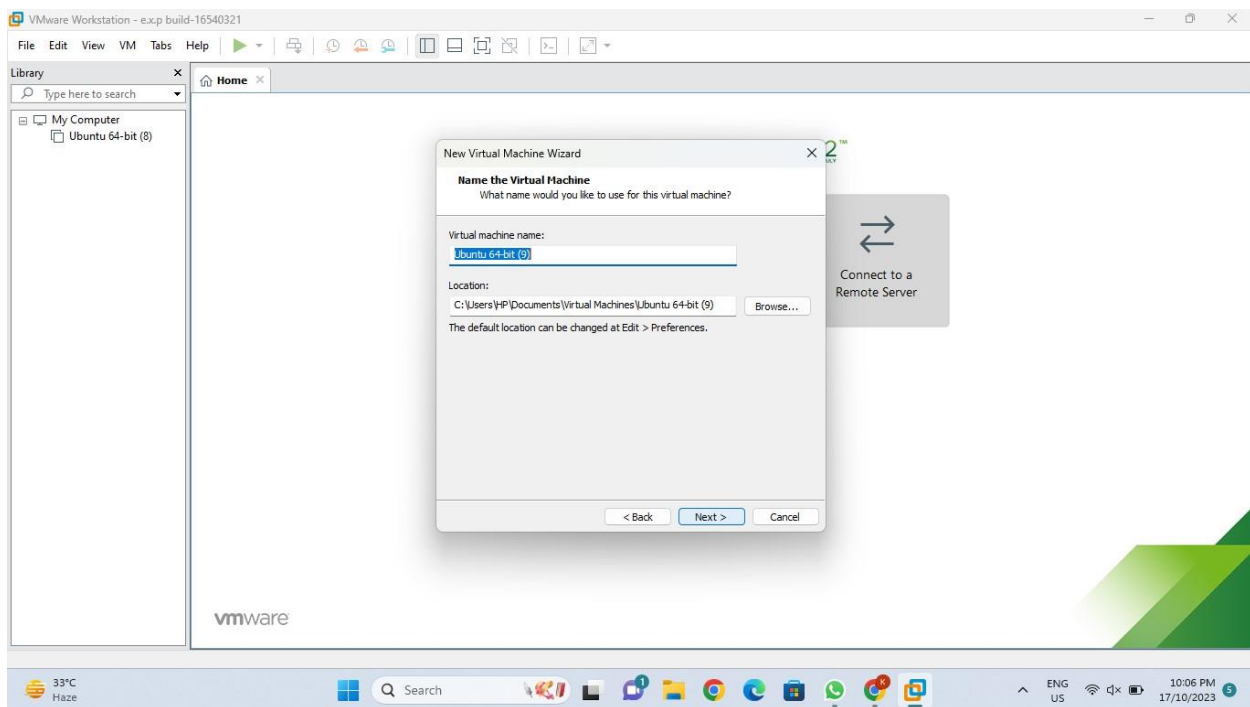 VMware Workstation - e.x.p build-16540321
File Edit View VM Tabs Help
Library
Type here to search
My Computer
Ubuntu 64-bit (8)
Home
2™
New Virtual Machine Wizard
Name the Virtual Machine
What name would you like to use for this virtual machine?
Virtual machine name:
Ubuntu 64-bit (9)
Location:
C:\Users\HP\Documents\Virtual Machines\Ubuntu 64-bit (9) Browse...
The default location can be changed at Edit > Preferences.
< Back Next > Cancel
Connect to a
Remote Server
vmware
33°C
Haze
Search
1
K
ENG
US
10:06 PM
17/10/2023
5